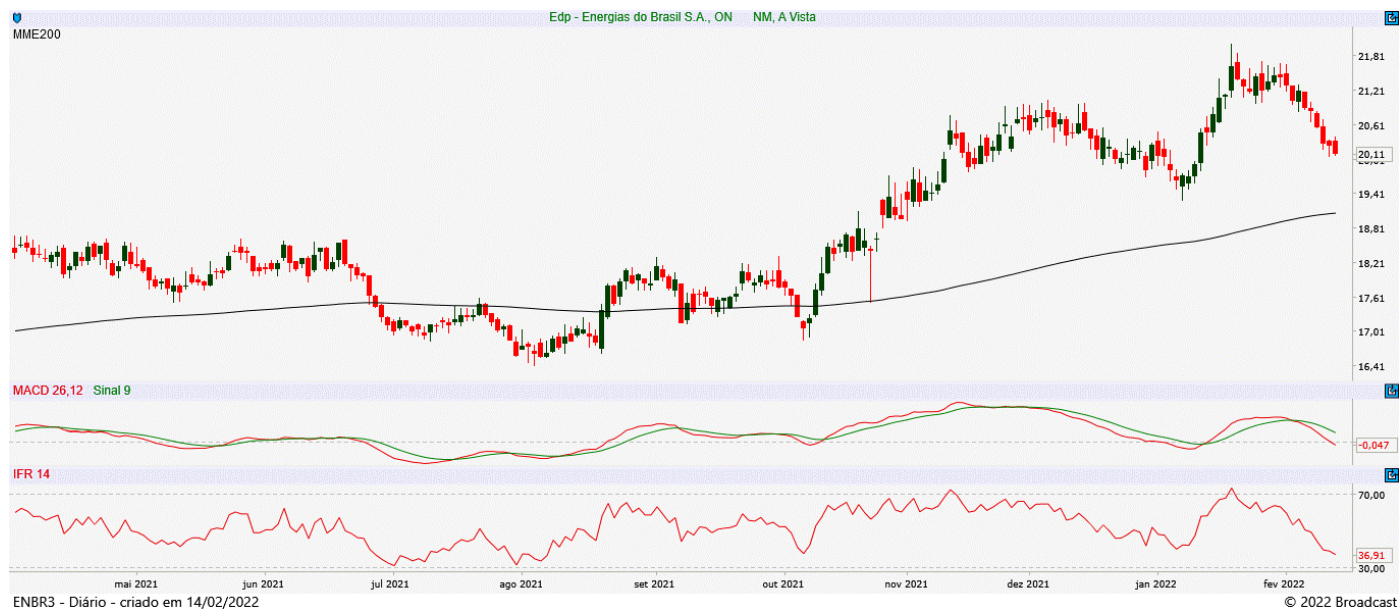 Edp - Energias do Brasil S.A., ON NM, A Vista
MME200
21,81
21,21
20,61
20,11
19,41
18,81
18,21
17,61
17,01
16,41
MACD 26,12 Sinal 9
-0,047
IFR 14
70,00
36,91
30,00
mai 2021 jun 2021 jul 2021 ago 2021 set 2021 out 2021 nov 2021 dez 2021 jan 2022 fev 2022
ENBR3 - Diário - criado em 14/02/2022 © 2022 Broadcast